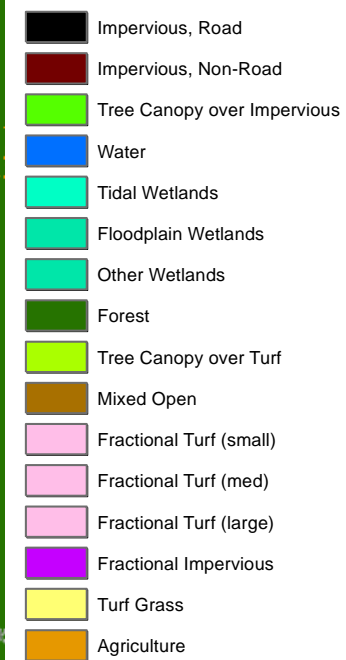 Impervious, Road
Impervious, Non-Road
Tree Canopy over Impervious
Water
Tidal Wetlands
Floodplain Wetlands
Other Wetlands
Forest
Tree Canopy over Turf
Mixed Open
Fractional Turf (small)
Fractional Turf (med)
Fractional Turf (large)
Fractional Impervious
Turf Grass
Agriculture